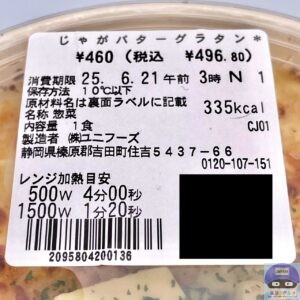 じゃがバターグラタン*
¥460 (税込 ¥496.80)
消費期限 25. 6.21午前 3時 N 1
保存方法 10℃以下
原材料名は裏面ラベルに記載 335kcal
名称 惣菜
内容量 1食 CJ01
製造者 (株)ユニフーズ
静岡県榛原郡吉田町住吉5437-66
0120-107-151
レンジ加熱目安
500W 4分00秒
1500W 1分20秒
2095804200136